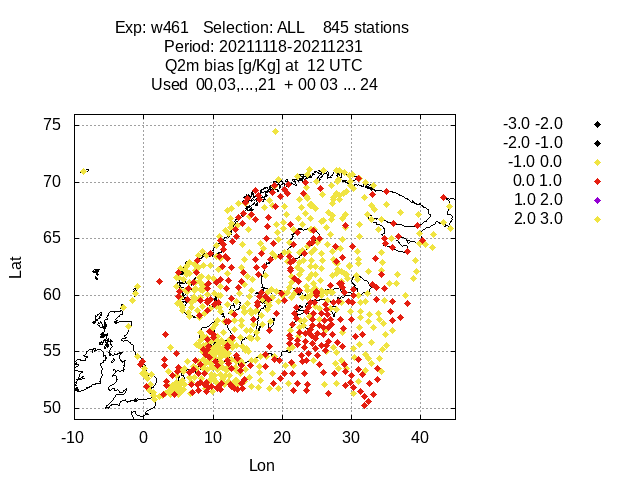 Exp: w461   Selection: ALL    845 stations
Period: 20211118-20211231
Q2m bias [g/Kg] at  12 UTC
Used  00,03,...,21  + 00 03 ... 24
-3.0 -2.0
-2.0 -1.0
-1.0 0.0
0.0 1.0
1.0 2.0
2.0 3.0
75
70
65
60
55
50
Lat
-10 0 10 20 30 40
Lon